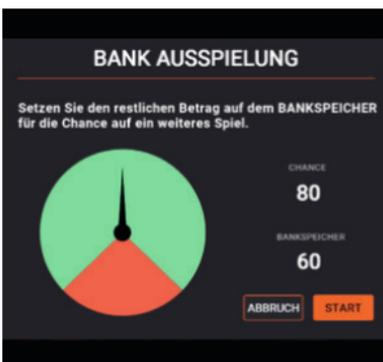 BANK AUSSPIELUNG
Setzen Sie den restlichen Betrag auf dem BANKSPEICHER
für die Chance auf ein weiteres Spiel.
CHANCE
80
BANKSPEICHER
60
ABBRUCH START